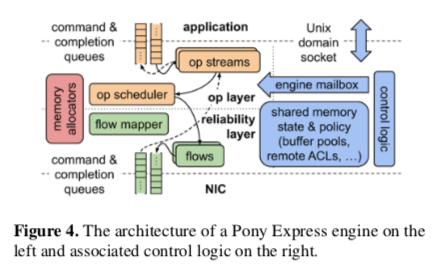 command &
completion
queues
application
Unix
domain
socket
op streams
memory
allocators
op scheduler
op layer
engine mailbox
control logic
flow mapper
reliability
layer
shared memory
state & policy
(buffer pools,
remote ACLs, ...)
flows
command &
completion
queues
NIC
Figure 4. The architecture of a Pony Express engine on the
left and associated control logic on the right.